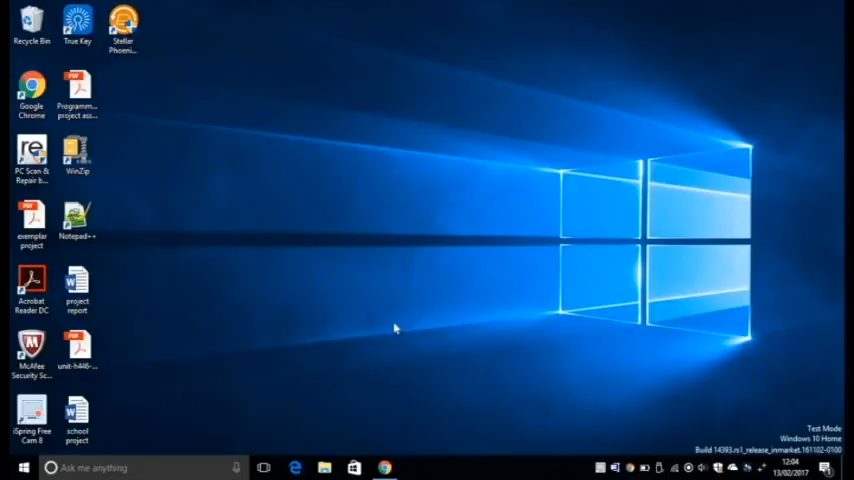 Recycle Bin
True Key
Stellar
Phoeni...
Google
Chrome
Programm...
project ass...
PC Scan &
Repair b...
WinZip
exemplar
project
Notepad++
Acrobat
Reader DC
project
report
McAfee
Security Sc...
unit-h446-...
iSpring Free
Cam 8
school
project
Test Mode
Windows 10 Home
Build 14393.rs1_release_inmarket.161102-0100
Ask me anything
12:04
13/02/2017